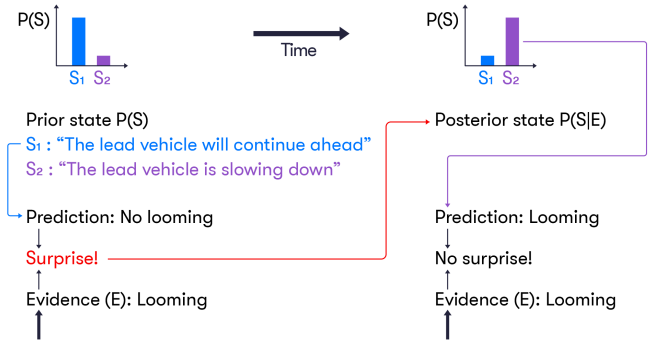 P(S)
S₁ S₂
Time
P(S)
S₁ S₂
Prior state P(S)
S₁ : “The lead vehicle will continue ahead”
S₂ : “The lead vehicle is slowing down”
Prediction: No looming
Surprise!
Evidence (E): Looming
Posterior state P(S|E)
Prediction: Looming
No surprise!
Evidence (E): Looming